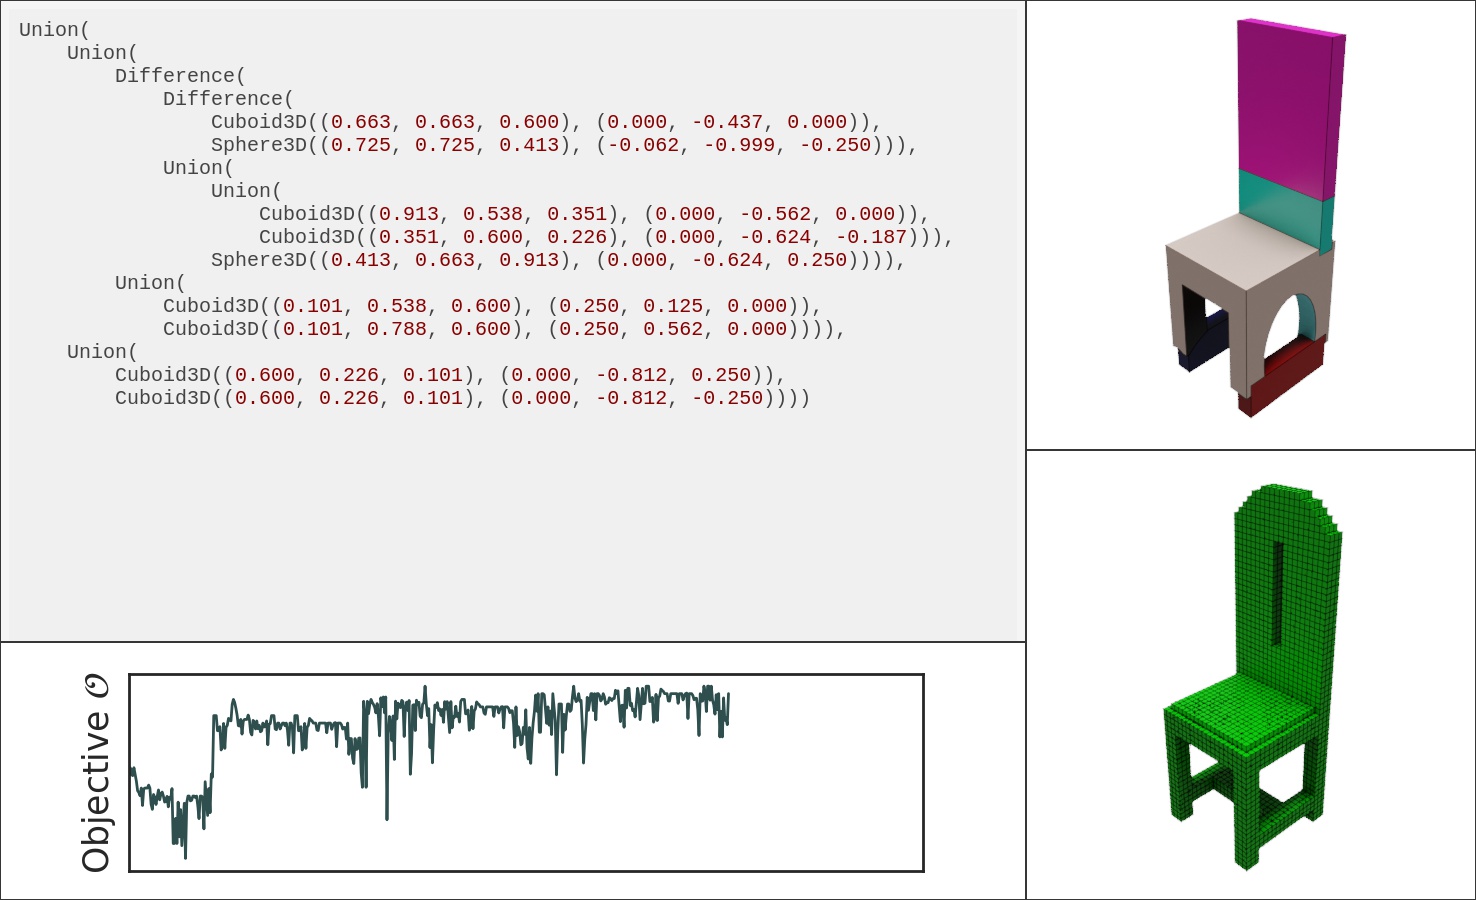 Union(
    Union(
        Difference(
            Difference(
                Cuboid3D((0.663, 0.663, 0.600), (0.000, -0.437, 0.000)),
                Sphere3D((0.725, 0.725, 0.413), (-0.062, -0.999, -0.250))),
            Union(
                Union(
                    Cuboid3D((0.913, 0.538, 0.351), (0.000, -0.562, 0.000)),
                    Cuboid3D((0.351, 0.600, 0.226), (0.000, -0.624, -0.187))),
                Sphere3D((0.413, 0.663, 0.913), (0.000, -0.624, 0.250)))),
        Union(
            Cuboid3D((0.101, 0.538, 0.600), (0.250, 0.125, 0.000)),
            Cuboid3D((0.101, 0.788, 0.600), (0.250, 0.562, 0.000)))),
    Union(
        Cuboid3D((0.600, 0.226, 0.101), (0.000, -0.812, 0.250)),
        Cuboid3D((0.600, 0.226, 0.101), (0.000, -0.812, -0.250))))
Objective 𝒪